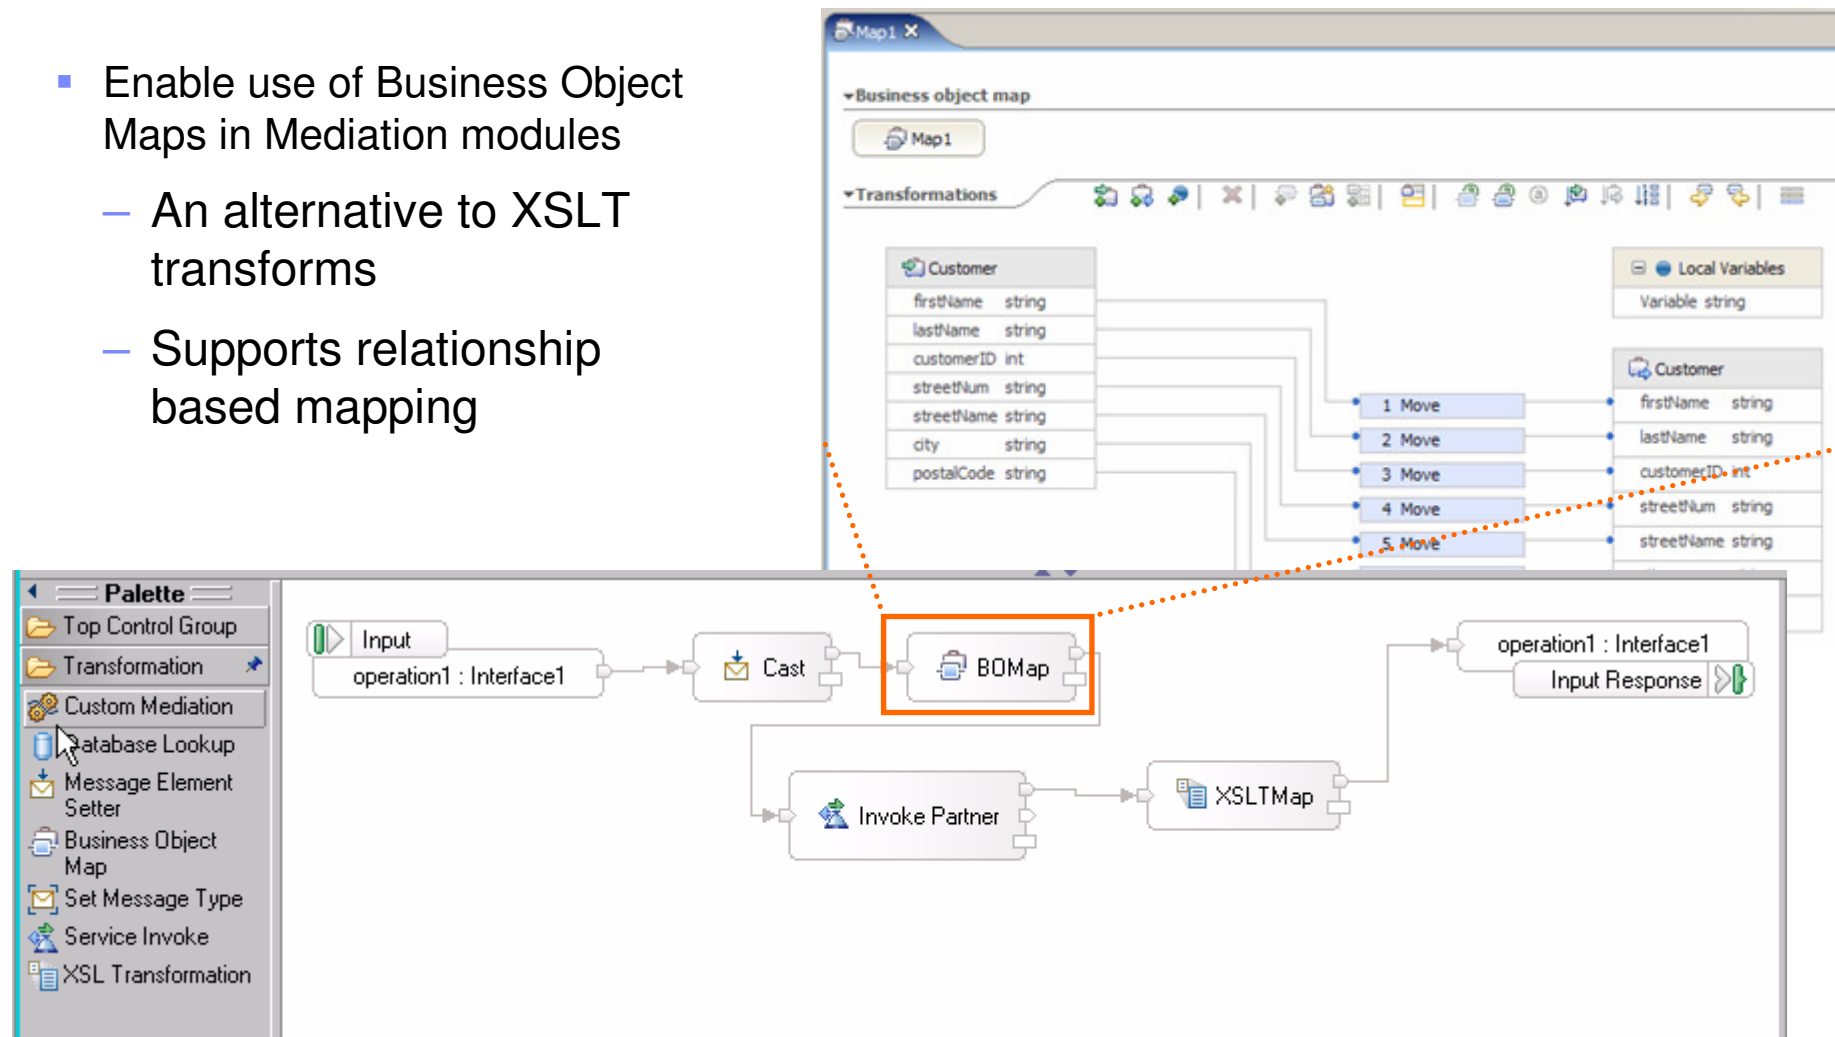 Enable use of Business Object
Maps in Mediation modules
– An alternative to XSLT
transforms
– Supports relationship
based mapping
Map1
Business object map
Map1
Transformations
Customer
firstName string
lastName string
customerID int
streetNum string
streetName string
city string
postalCode string
1 Move
2 Move
3 Move
4 Move
5 Move
Local Variables
Variable string
Customer
firstName string
lastName string
customerID int
streetNum string
streetName string
Palette
Top Control Group
Transformation
Custom Mediation
Database Lookup
Message Element
Setter
Business Object
Map
Set Message Type
Service Invoke
XSL Transformation
Input
operation1 : Interface1
Cast
BOMap
Invoke Partner
XSLTMap
operation1 : Interface1
Input Response